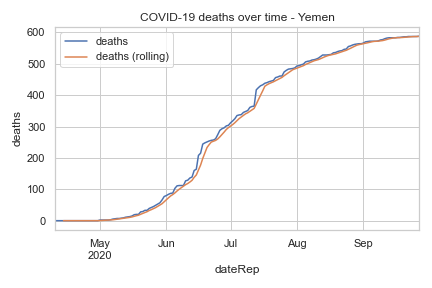 COVID-19 deaths over time - Yemen
deaths
deaths (rolling)
600
500
400
300
200
100
0
deaths
May Jun Jul Aug Sep
2020
dateRep